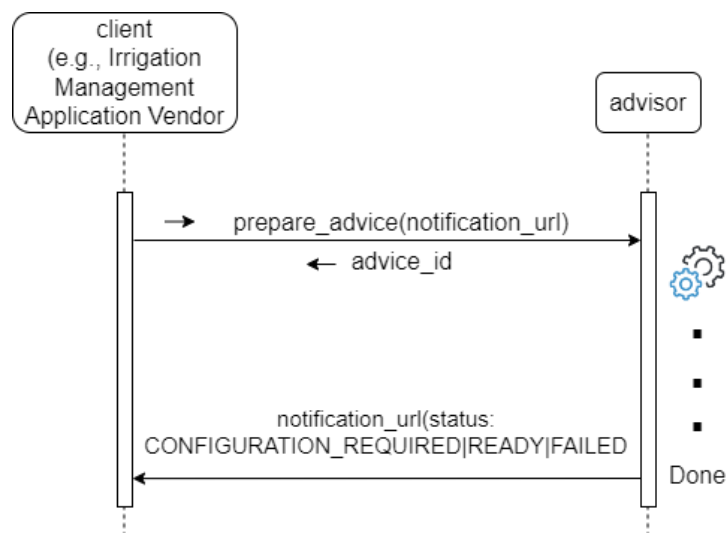 client
(e.g., Irrigation
Management
Application Vendor
advisor
prepare_advice(notification_url)
advice_id
notification_url(status:
CONFIGURATION_REQUIRED|READY|FAILED
Done